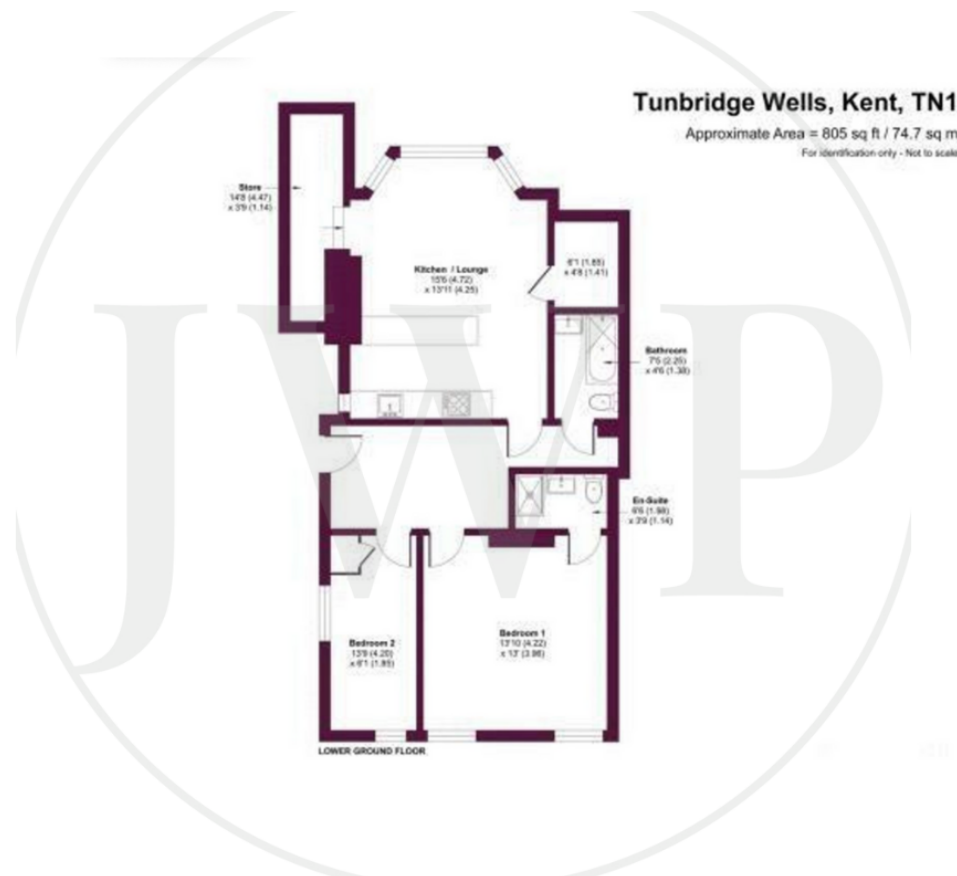 Tunbridge Wells, Kent, TN1
Approximate Area = 805 sq ft / 74.7 sq m
For identification only - Not to scale
Store
14'8 (4.47)
x 3'9 (1.14)
Kitchen / Lounge
15'6 (4.72)
x 13'11 (4.25)
6'1 (1.85)
x 4'8 (1.41)
Bathroom
7'5 (2.25)
x 4'6 (1.38)
En-Suite
6'6 (1.98)
x 3'9 (1.14)
Bedroom 2
13'9 (4.20)
x 6'1 (1.85)
Bedroom 1
13'10 (4.22)
x 13' (3.96)
LOWER GROUND FLOOR
JWP